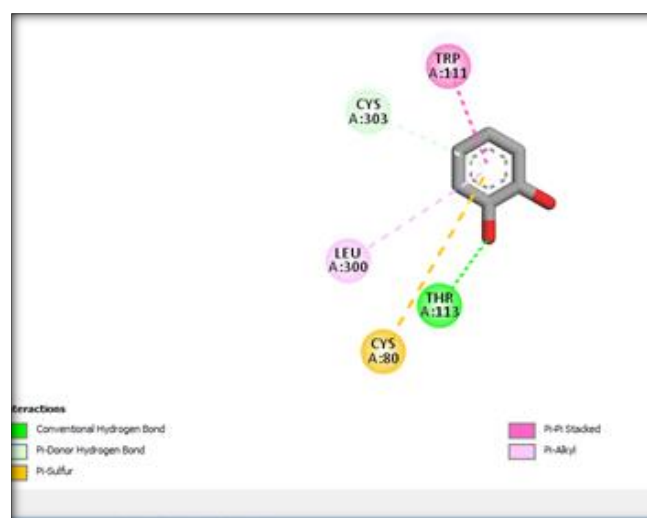 TRP
A:111
CYS
A:303
LEU
A:300
THR
A:113
CYS
A:80
teractions
Conventional Hydrogen Bond
Pi-Donor Hydrogen Bond
Pi-Sulfur
Pi-Pi Stacked
Pi-Alkyl